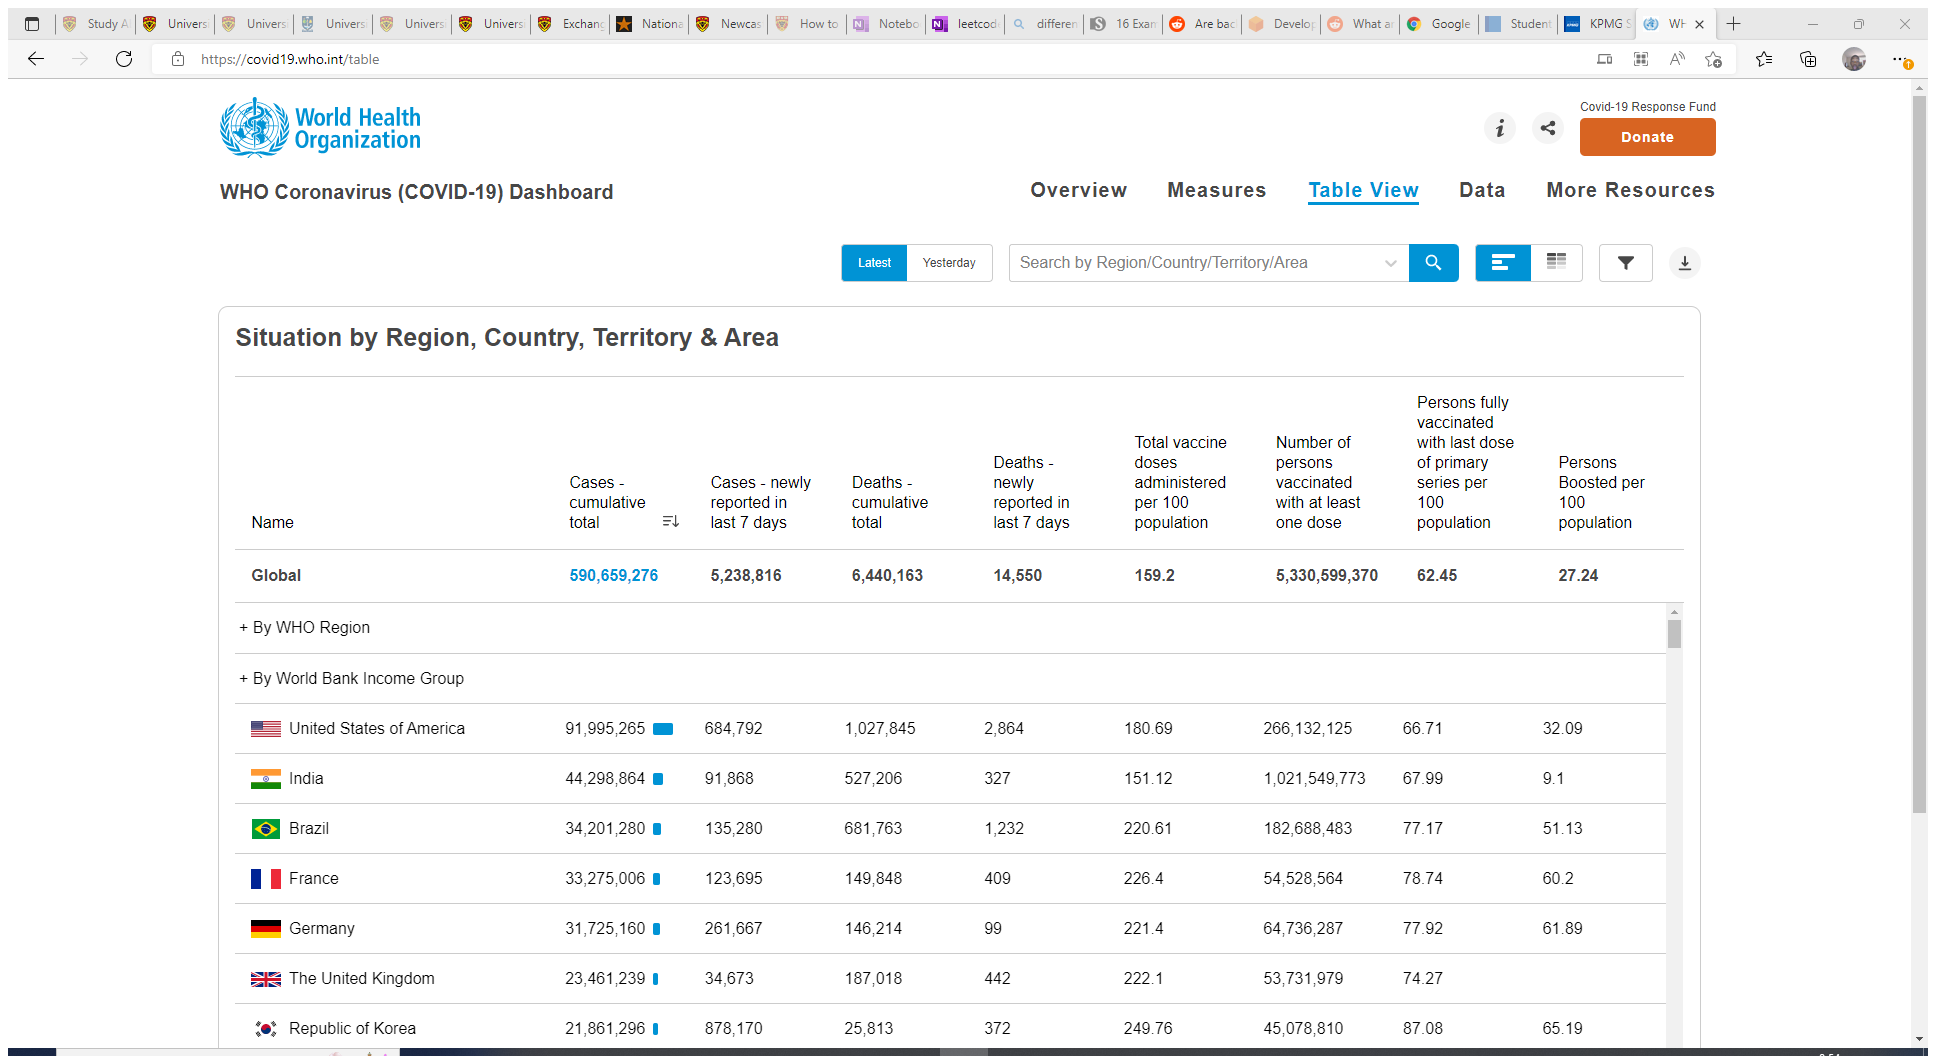 Study A
Univers
Univers
Univers
Univers
Univers
Exchang
Nationa
Newcas
How to
Notebo
leetcod
differen
16 Exam
Are bac
Develop
What ar
Google
Student
KPMG S
WH
https://covid19.who.int/table
World Health
Organization
Covid-19 Response Fund
Donate
WHO Coronavirus (COVID-19) Dashboard
Overview Measures Table View Data More Resources
Latest Yesterday Search by Region/Country/Territory/Area
Situation by Region, Country, Territory & Area
Name
Cases -
cumulative
total
Cases - newly
reported in
last 7 days
Deaths -
cumulative
total
Deaths -
newly
reported in
last 7 days
Total vaccine
doses
administered
per 100
population
Number of
persons
vaccinated
with at least
one dose
Persons fully
vaccinated
with last dose
of primary
series per
100
population
Persons
Boosted per
100
population
Global 590,659,276 5,238,816 6,440,163 14,550 159.2 5,330,599,370 62.45 27.24
+ By WHO Region
+ By World Bank Income Group
United States of America 91,995,265 684,792 1,027,845 2,864 180.69 266,132,125 66.71 32.09
India 44,298,864 91,868 527,206 327 151.12 1,021,549,773 67.99 9.1
Brazil 34,201,280 135,280 681,763 1,232 220.61 182,688,483 77.17 51.13
France 33,275,006 123,695 149,848 409 226.4 54,528,564 78.74 60.2
Germany 31,725,160 261,667 146,214 99 221.4 64,736,287 77.92 61.89
The United Kingdom 23,461,239 34,673 187,018 442 222.1 53,731,979 74.27
Republic of Korea 21,861,296 878,170 25,813 372 249.76 45,078,810 87.08 65.19